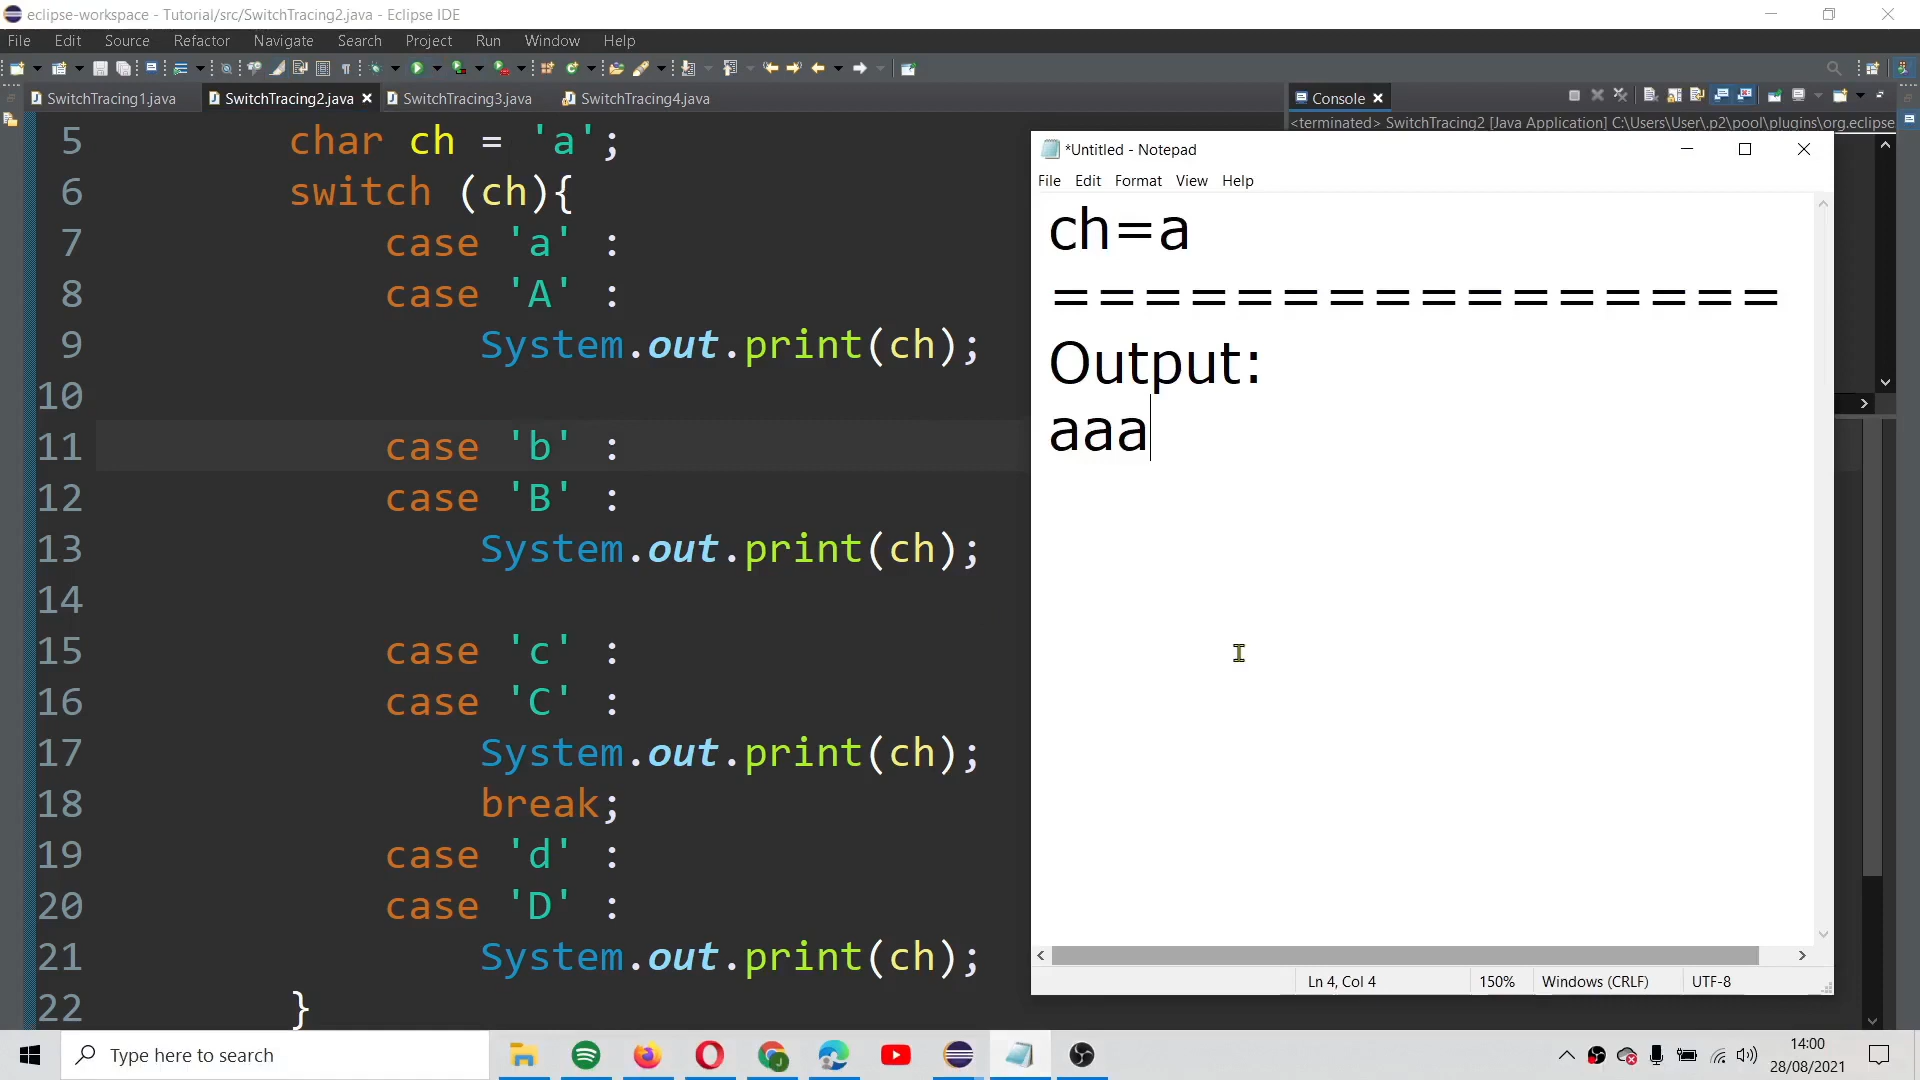 eclipse-workspace - Tutorial/src/SwitchTracing2.java - Eclipse IDE
File Edit Source Refactor Navigate Search Project Run Window Help
SwitchTracing1.java SwitchTracing2.java SwitchTracing3.java SwitchTracing4.java
Console
<terminated> SwitchTracing2 [Java Application] C:\Users\User\.p2\pool\plugins\org.eclipse
5 char ch = 'a';
6 switch (ch){
7 case 'a' :
8 case 'A' :
9 System.out.print(ch);
10
11 case 'b' :
12 case 'B' :
13 System.out.print(ch);
14
15 case 'c' :
16 case 'C' :
17 System.out.print(ch);
18 break;
19 case 'd' :
20 case 'D' :
21 System.out.print(ch);
22 }
*Untitled - Notepad
File Edit Format View Help
ch=a
================
Output:
aaa
Ln 4, Col 4 150% Windows (CRLF) UTF-8
Type here to search
14:00
28/08/2021